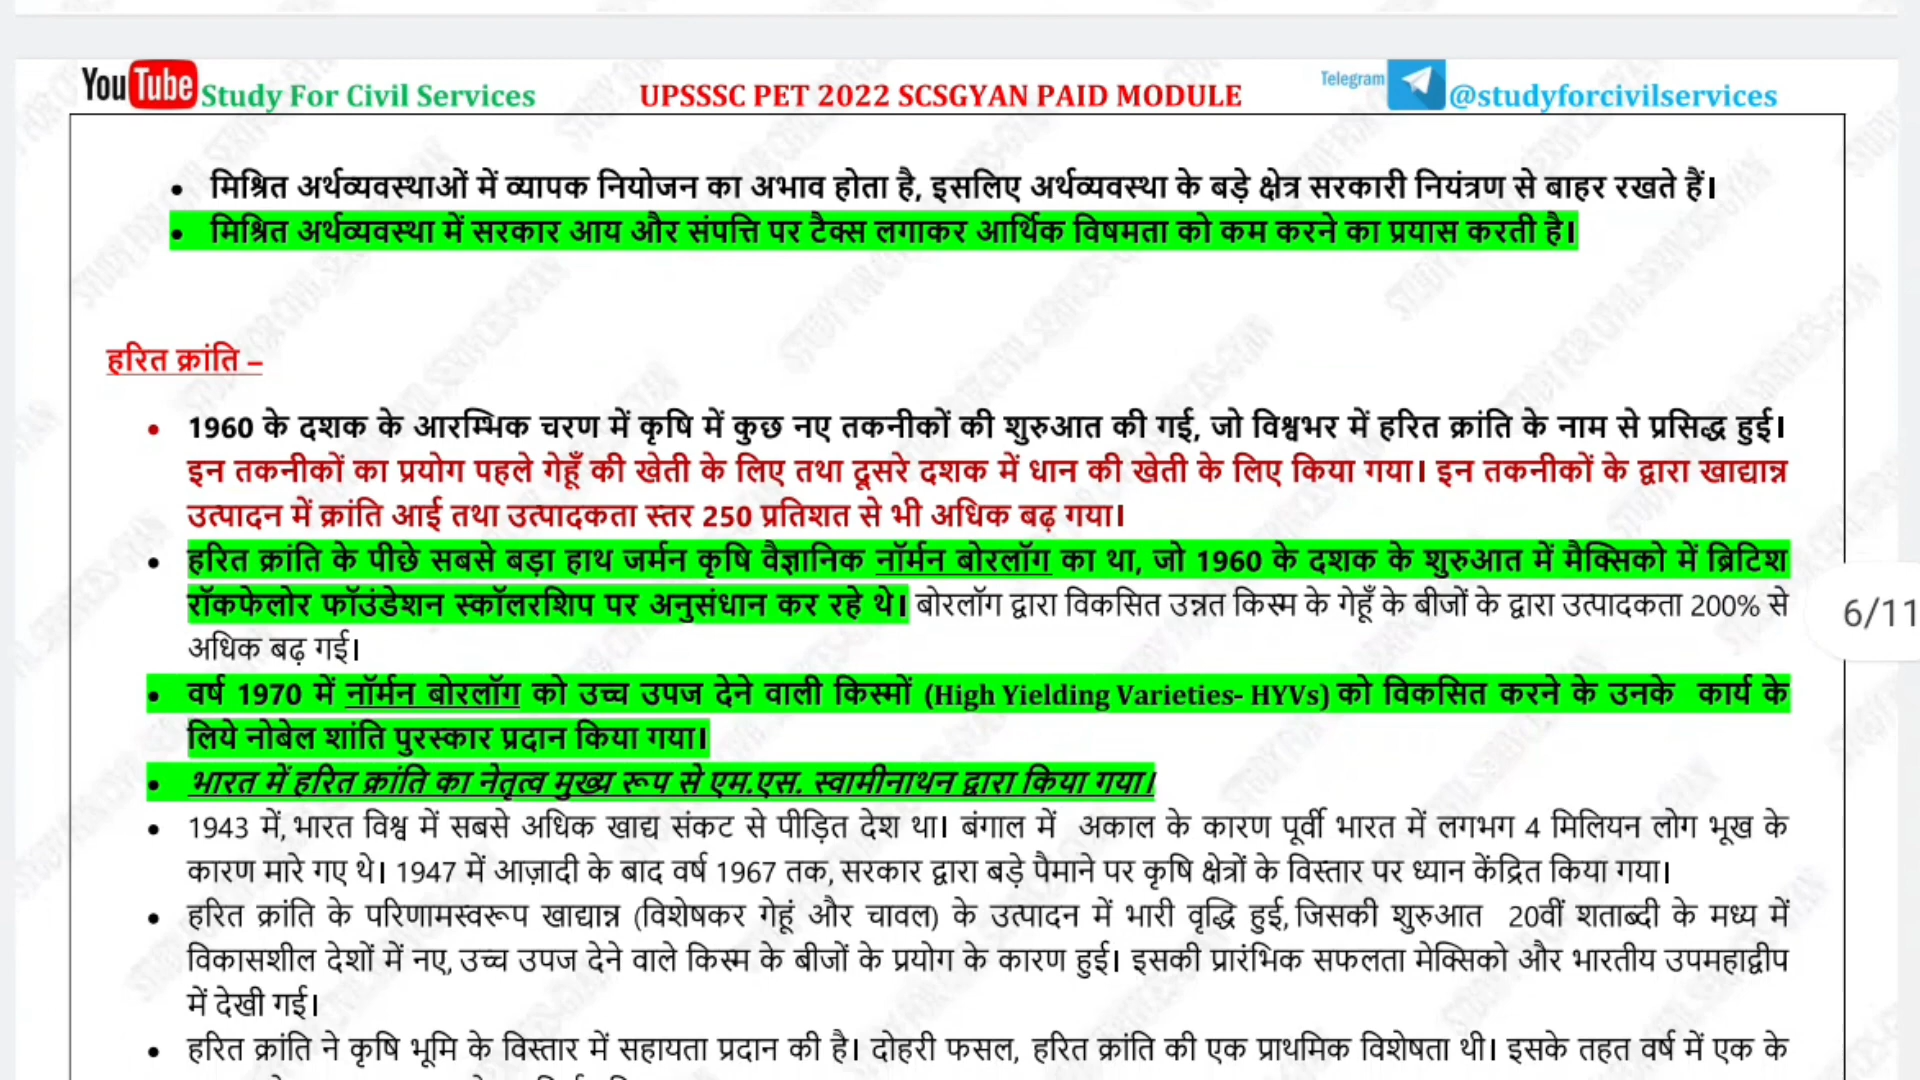 YouTube Study For Civil Services UPSSSC PET 2022 SCSGYAN PAID MODULE Telegram @studyforcivilservices
• मिश्रित अर्थव्यवस्थाओं में व्यापक नियोजन का अभाव होता है, इसलिए अर्थव्यवस्था के बड़े क्षेत्र सरकारी नियंत्रण से बाहर रखते हैं।
• मिश्रित अर्थव्यवस्था में सरकार आय और संपत्ति पर टैक्स लगाकर आर्थिक विषमता को कम करने का प्रयास करती है।
हरित क्रांति –
• 1960 के दशक के आरम्भिक चरण में कृषि में कुछ नए तकनीकों की शुरुआत की गई, जो विश्वभर में हरित क्रांति के नाम से प्रसिद्ध हुई।
इन तकनीकों का प्रयोग पहले गेहूँ की खेती के लिए तथा दूसरे दशक में धान की खेती के लिए किया गया। इन तकनीकों के द्वारा खाद्यान्न
उत्पादन में क्रांति आई तथा उत्पादकता स्तर 250 प्रतिशत से भी अधिक बढ़ गया।
• हरित क्रांति के पीछे सबसे बड़ा हाथ जर्मन कृषि वैज्ञानिक नॉर्मन बोरलॉग का था, जो 1960 के दशक के शुरुआत में मैक्सिको में ब्रिटिश
रॉकफेलोर फॉउंडेशन स्कॉलरशिप पर अनुसंधान कर रहे थे। बोरलॉग द्वारा विकसित उन्नत किस्म के गेहूँ के बीजों के द्वारा उत्पादकता 200% से
अधिक बढ़ गई।
• वर्ष 1970 में नॉर्मन बोरलॉग को उच्च उपज देने वाली किस्मों (High Yielding Varieties- HYVs) को विकसित करने के उनके कार्य के
लिये नोबेल शांति पुरस्कार प्रदान किया गया।
• भारत में हरित क्रांति का नेतृत्व मुख्य रूप से एम.एस. स्वामीनाथन द्वारा किया गया।
• 1943 में, भारत विश्व में सबसे अधिक खाद्य संकट से पीड़ित देश था। बंगाल में अकाल के कारण पूर्वी भारत में लगभग 4 मिलियन लोग भूख के
कारण मारे गए थे। 1947 में आज़ादी के बाद वर्ष 1967 तक, सरकार द्वारा बड़े पैमाने पर कृषि क्षेत्रों के विस्तार पर ध्यान केंद्रित किया गया।
• हरित क्रांति के परिणामस्वरूप खाद्यान्न (विशेषकर गेहूं और चावल) के उत्पादन में भारी वृद्धि हुई, जिसकी शुरुआत 20वीं शताब्दी के मध्य में
विकासशील देशों में नए, उच्च उपज देने वाले किस्म के बीजों के प्रयोग के कारण हुई। इसकी प्रारंभिक सफलता मेक्सिको और भारतीय उपमहाद्वीप
में देखी गई।
• हरित क्रांति ने कृषि भूमि के विस्तार में सहायता प्रदान की है। दोहरी फसल, हरित क्रांति की एक प्राथमिक विशेषता थी। इसके तहत वर्ष में एक के
6/11